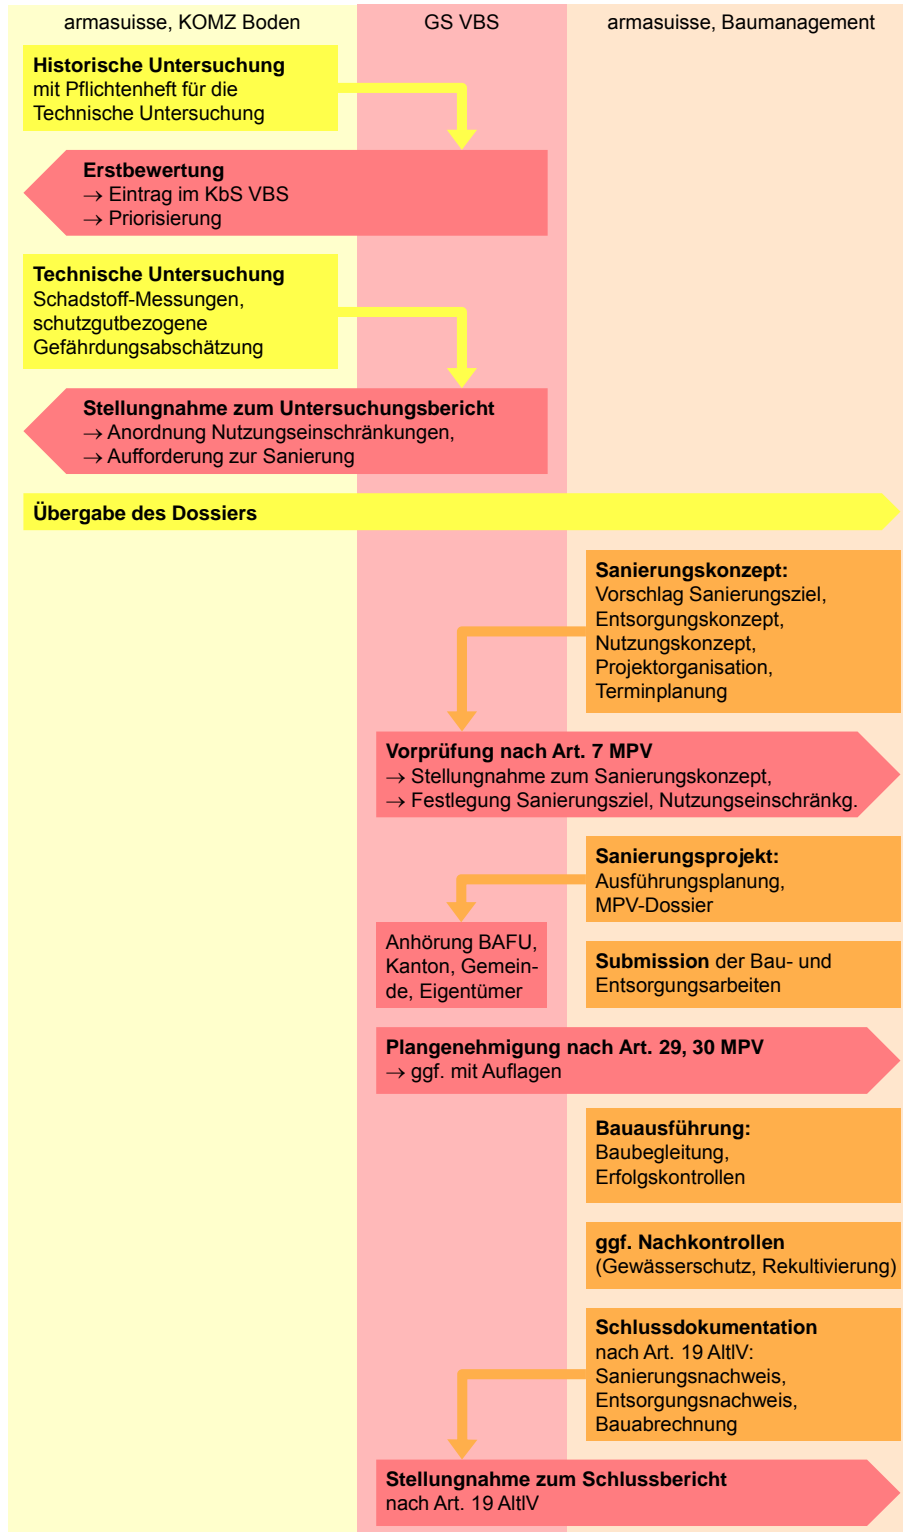 armasuisse, KOMZ Boden
GS VBS
armasuisse, Baumanagement
Historische Untersuchung
mit Pflichtenheft für die
Technische Untersuchung
Erstbewertung
→ Eintrag im KbS VBS
→ Priorisierung
Technische Untersuchung
Schadstoff-Messungen,
schutzgutbezogene
Gefährdungsabschätzung
Stellungnahme zum Untersuchungsbericht
→ Anordnung Nutzungseinschränkungen,
→ Aufforderung zur Sanierung
Übergabe des Dossiers
Sanierungskonzept:
Vorschlag Sanierungsziel,
Entsorgungskonzept,
Nutzungskonzept,
Projektorganisation,
Terminplanung
Vorprüfung nach Art. 7 MPV
→ Stellungnahme zum Sanierungskonzept,
→ Festlegung Sanierungsziel, Nutzungseinschränkg.
Sanierungsprojekt:
Ausführungsplanung,
MPV-Dossier
Anhörung BAFU,
Kanton, Gemein-
de, Eigentümer
Submission der Bau- und
Entsorgungsarbeiten
Plangenehmigung nach Art. 29, 30 MPV
→ ggf. mit Auflagen
Bauausführung:
Baubegleitung,
Erfolgskontrollen
ggf. Nachkontrollen
(Gewässerschutz, Rekultivierung)
Schlussdokumentation
nach Art. 19 AltlV:
Sanierungsnachweis,
Entsorgungsnachweis,
Bauabrechnung
Stellungnahme zum Schlussbericht
nach Art. 19 AltlV